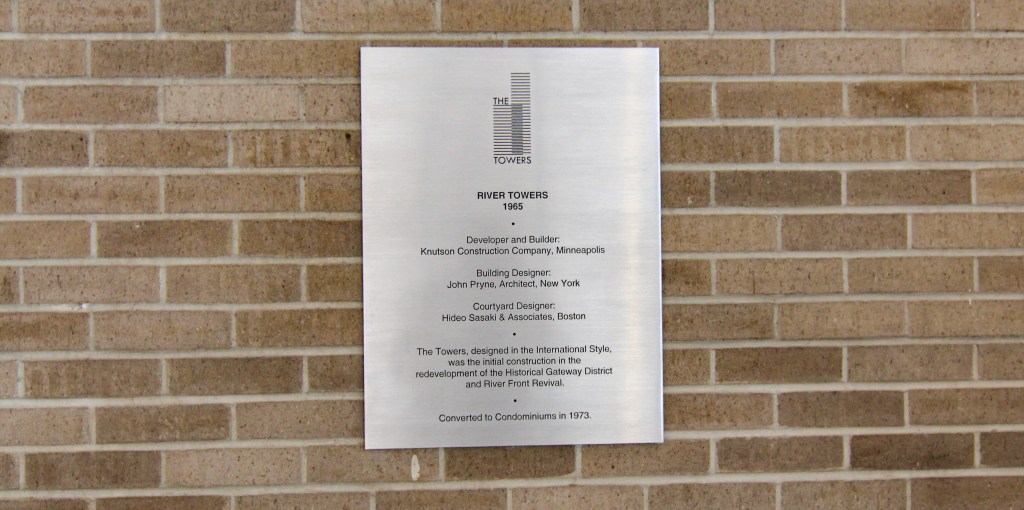 THE
TOWERS
RIVER TOWERS
1965
•
Developer and Builder:
Knutson Construction Company, Minneapolis
Building Designer:
John Pryne, Architect, New York
Courtyard Designer:
Hideo Sasaki & Associates, Boston
•
The Towers, designed in the International Style,
was the initial construction in the
redevelopment of the Historical Gateway District
and River Front Revival.
•
Converted to Condominiums in 1973.